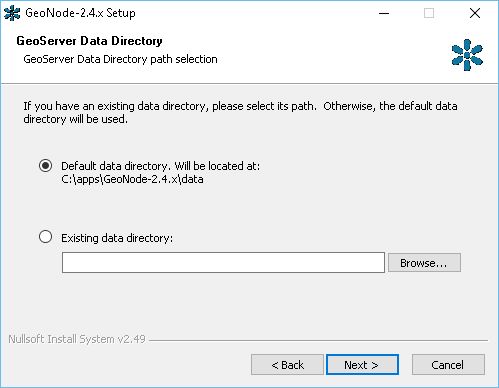 GeoNode-2.4.x Setup
GeoServer Data Directory
GeoServer Data Directory path selection
If you have an existing data directory, please select its path.  Otherwise, the default data
directory will be used.
Default data directory. Will be located at:
C:\apps\GeoNode-2.4.x\data
Existing data directory:
Browse...
Nullsoft Install System v2.49
< Back
Next >
Cancel